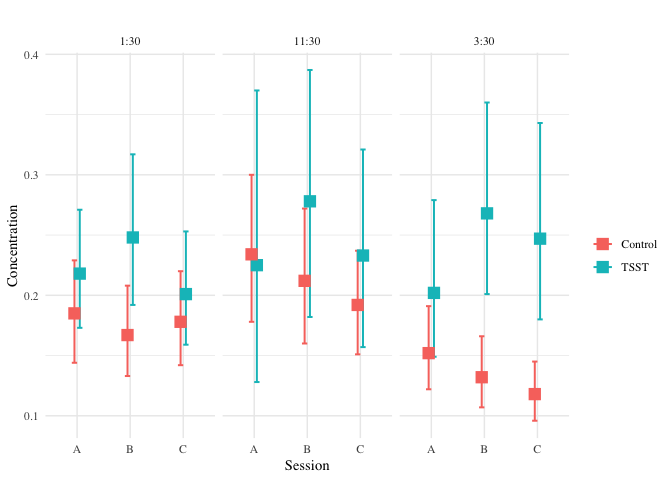 1:30 11:30 3:30
0.4
0.3
0.2
0.1
Concentration
A B C A B C A B C
Session
Control
TSST